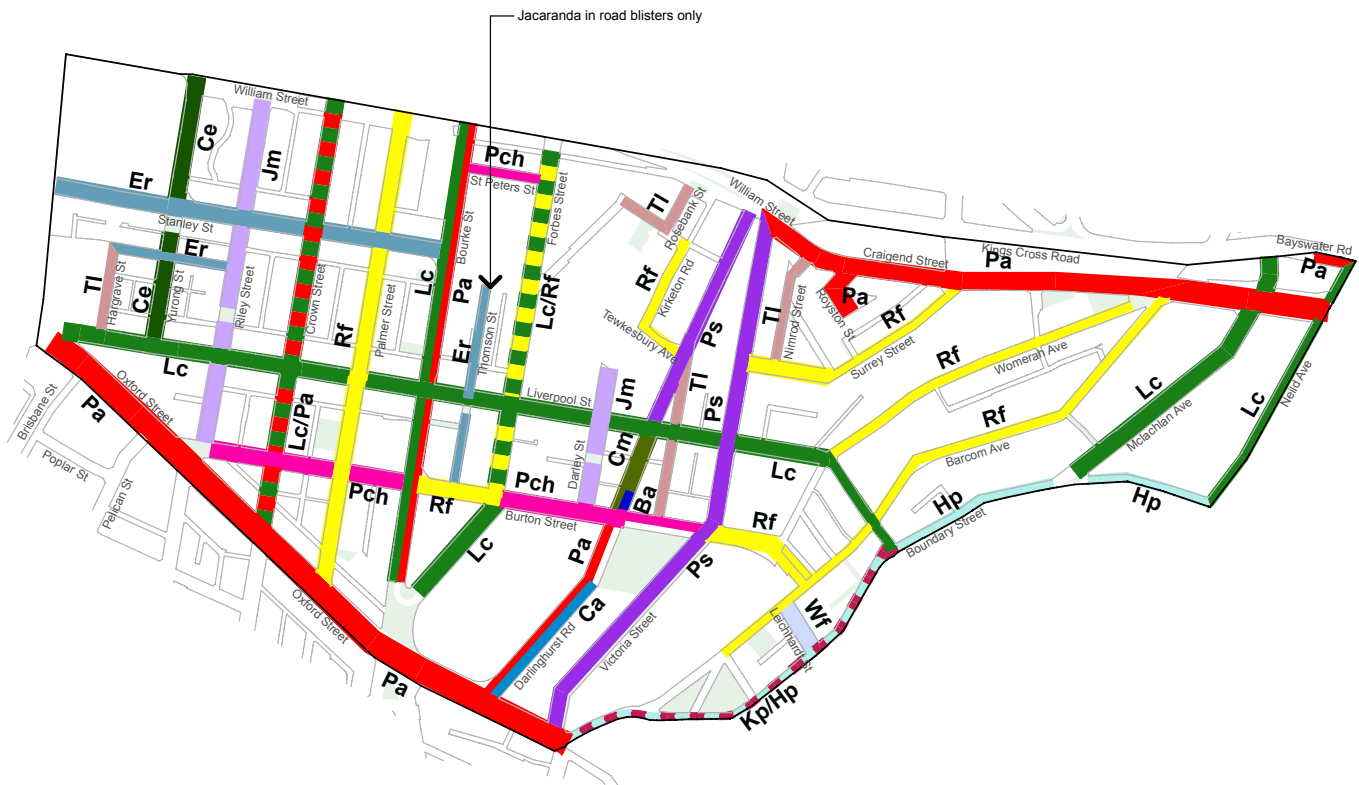 Jacaranda in road blisters only
William Street
Ce
Jm
Pch
St Peters St
Er
Stanley St
Rf
Bourke St
Forbes Street
Tl
Rosebank St
William Street
Kings Cross Road
Bayswater Rd
Craigend Street
Pa
Pa
Er
Tl
Hargrave St
Ce
Yurong St
Riley Street
Crown Street
Palmer Street
Lc
Pa
Lc/Rf
Er
Thomson St
Rf
Kirketon Rd
Tewkesbury Ave
Ps
Tl
Nimrod Street
Pa
Royston St
Rf
Surrey Street
Rf
Womerah Ave
Rf
Barcom Ave
Lc
Mclachlan Ave
Lc
Neild Ave
Lc
Oxford Street
Brisbane St
Pa
Poplar St
Pelican St
Lc/Pa
Liverpool St
Jm
Darley St
Cm
Tl
Ps
Lc
Pch
Rf
Pch
Burton Street
Ba
Rf
Hp
Boundary Street
Hp
Lc
Pa
Ca
Ps
Oxford Street
Darlinghurst Rd
Victoria Street
Wf
Leichhardt St
Pa
Kp/Hp